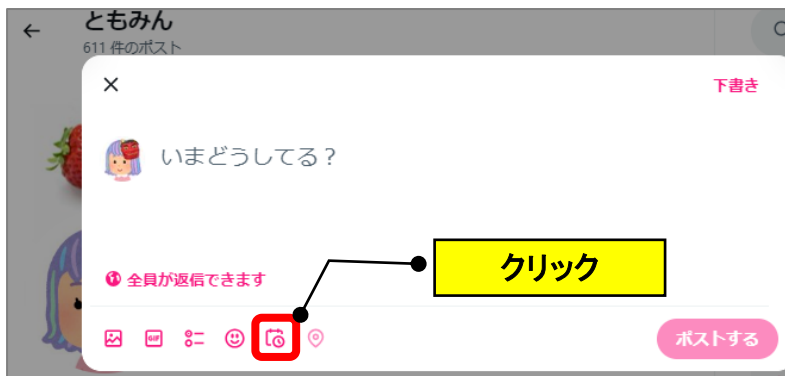 ともみん
611 件のポスト
下書き
いまどうしてる？
クリック
全員が返信できます
GIF
ポストする